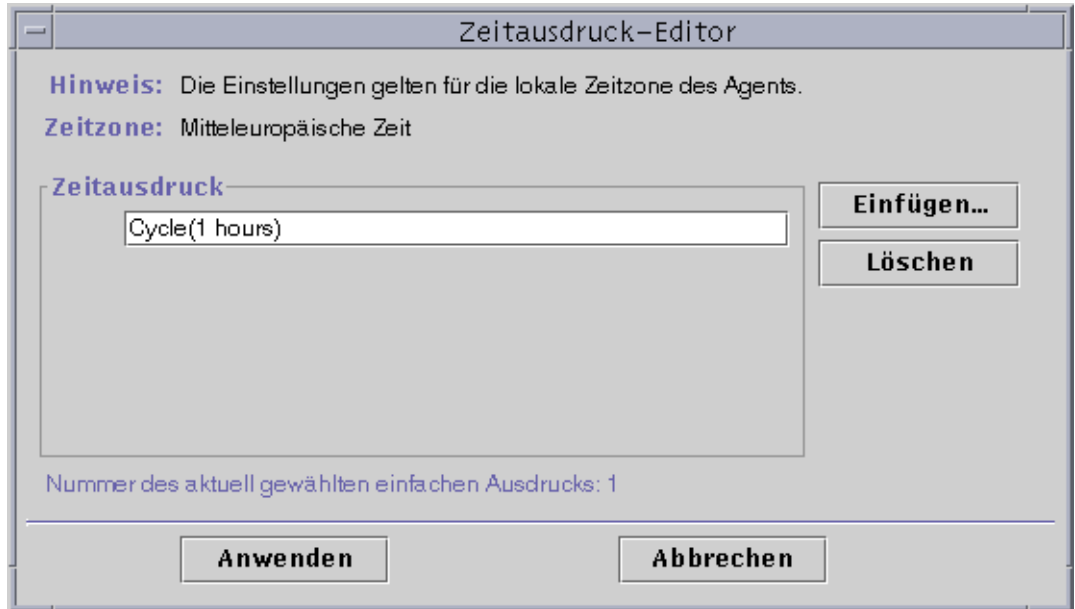 Zeitausdruck-Editor
Hinweis: Die Einstellungen gelten für die lokale Zeitzone des Agents.
Zeitzone: Mitteleuropäische Zeit
Zeitausdruck
Einfügen...
Cycle(1 hours)
Löschen
Nummer des aktuell gewählten einfachen Ausdrucks: 1
Anwenden Abbrechen